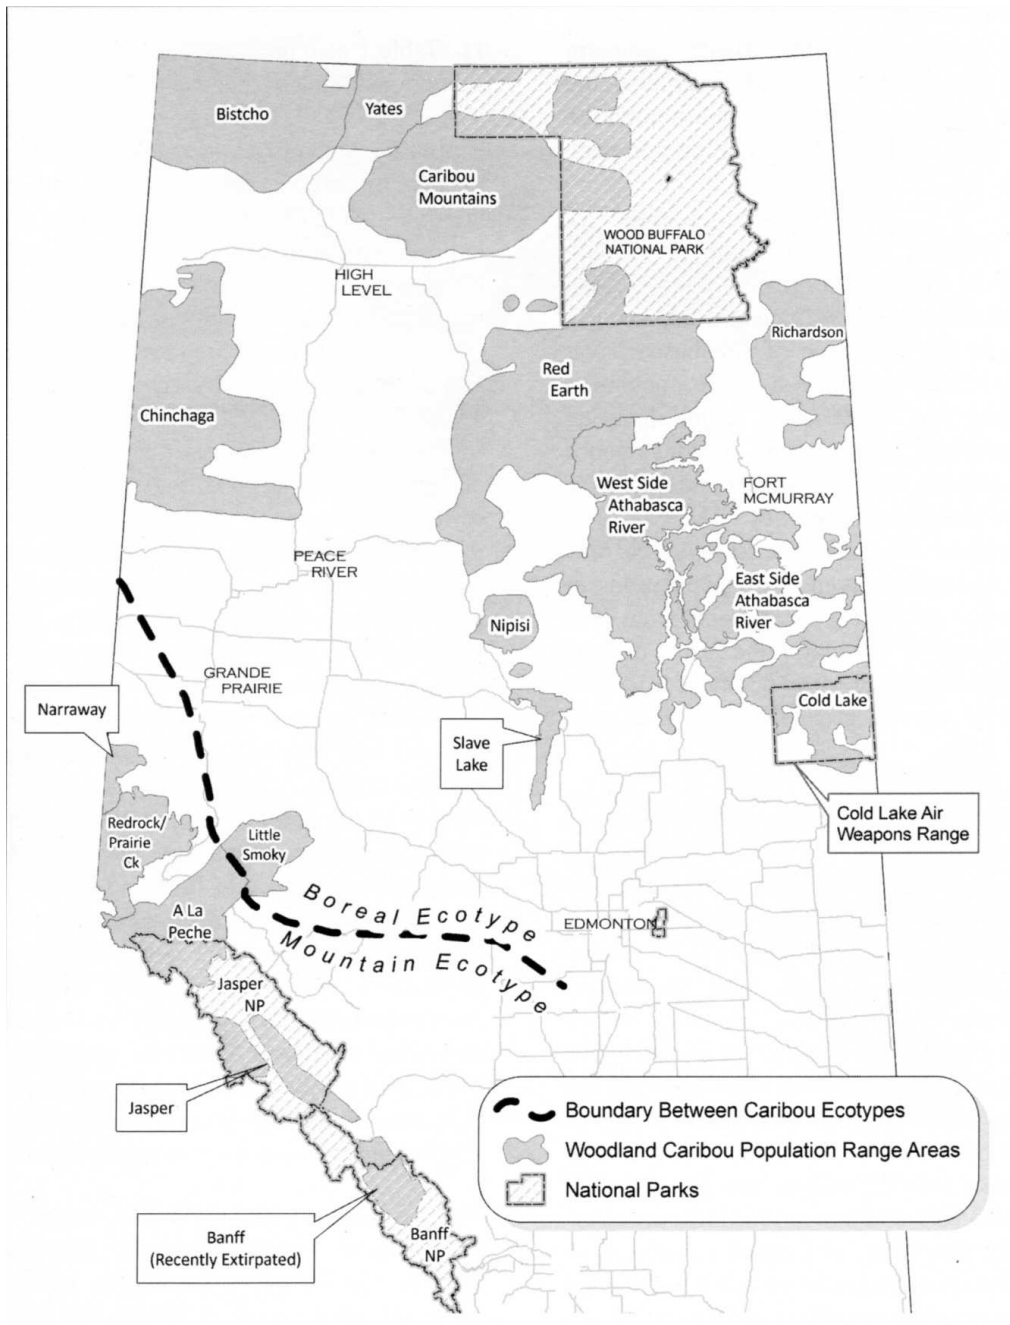 Bistcho
Yates
Caribou
Mountains
WOOD BUFFALO
NATIONAL PARK
HIGH
LEVEL
Richardson
Red
Earth
Chinchaga
West Side
Athabasca
River
FORT
MCMURRAY
PEACE
RIVER
East Side
Athabasca
River
Nipisi
GRANDE
PRAIRIE
Narraway
Cold Lake
Slave
Lake
Cold Lake Air
Weapons Range
Redrock/
Prairie
Ck
Little
Smoky
A La
Peche
Boreal Ecotype
Mountain Ecotype
EDMONTON
Jasper
NP
Jasper
Boundary Between Caribou Ecotypes
Woodland Caribou Population Range Areas
National Parks
Banff
(Recently Extirpated)
Banff
NP